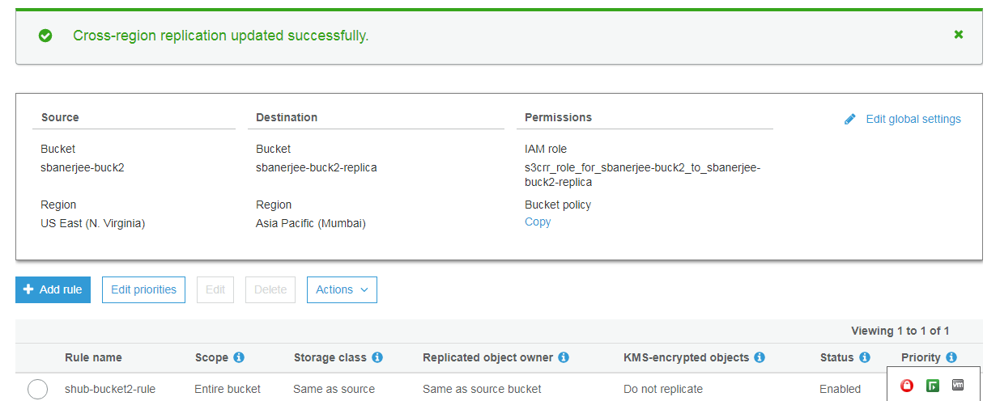 Cross-region replication updated successfully.
Source
Destination
Permissions
Edit global settings
Bucket
Bucket
IAM role
sbanerjee-buck2
sbanerjee-buck2-replica
s3crr_role_for_sbanerjee-buck2_to_sbanerjee-
buck2-replica
Region
Region
Bucket policy
US East (N. Virginia)
Asia Pacific (Mumbai)
Copy
Add rule
Edit priorities
Edit
Delete
Actions
Viewing 1 to 1 of 1
Rule name
Scope
Storage class
Replicated object owner
KMS-encrypted objects
Status
Priority
shub-bucket2-rule
Entire bucket
Same as source
Same as source bucket
Do not replicate
Enabled
vm